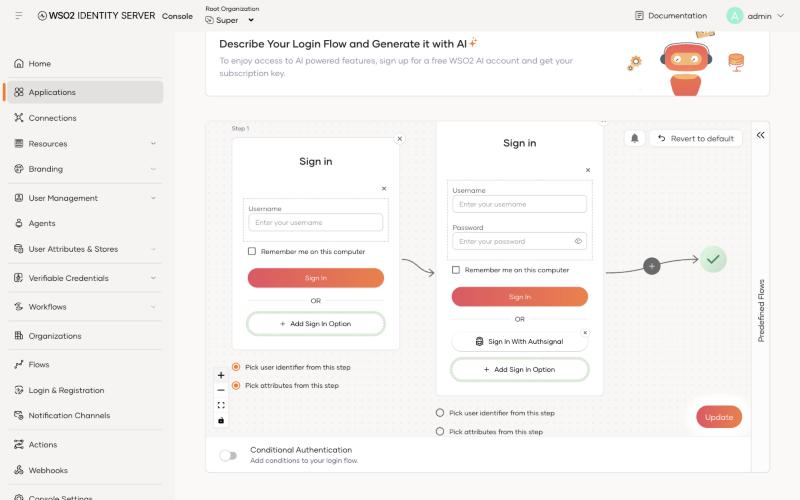 WSO2 IDENTITY SERVER Console
Root Organization
Super
Documentation
A
admin
Home
Applications
Connections
Resources
Branding
User Management
Agents
User Attributes & Stores
Verifiable Credentials
Workflows
Organizations
Flows
Login & Registration
Notification Channels
Actions
Webhooks
Console Settings
Describe Your Login Flow and Generate it with AI
To enjoy access to AI powered features, sign up for a free WSO2 AI account and get your
subscription key.
Step 1
Sign in
Username
Enter your username
Remember me on this computer
Sign In
OR
+ Add Sign In Option
Pick user identifier from this step
Pick attributes from this step
Sign in
Username
Enter your username
Password
Enter your password
Remember me on this computer
Sign In
OR
Sign In With Authsignal
+ Add Sign In Option
Pick user identifier from this step
Pick attributes from this step
Revert to default
Predefined Flows
Update
Conditional Authentication
Add conditions to your login flow.